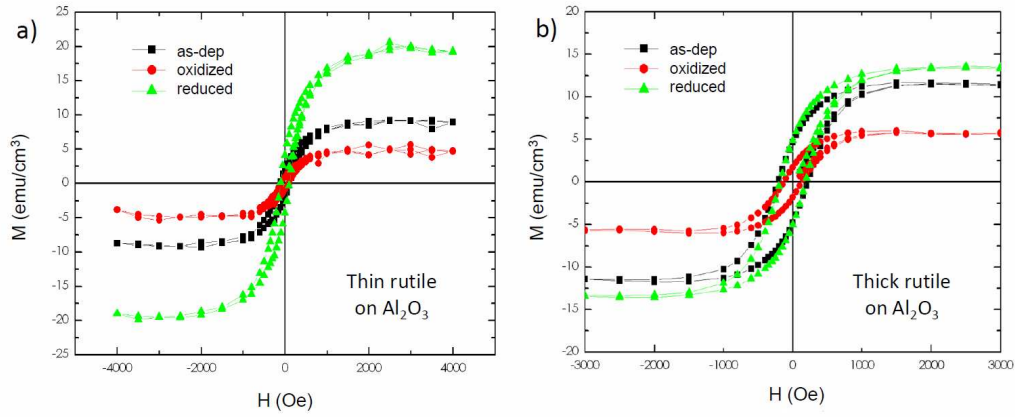 a)
as-dep
oxidized
reduced
M (emu/cm³)
25
20
15
10
5
0
-5
-10
-15
-20
-25
-4000 -2000 0 2000 4000
H (Oe)
Thin rutile
on Al₂O₃
b)
as-dep
oxidized
reduced
M (emu/cm³)
20
15
10
5
0
-5
-10
-15
-20
-3000 -2000 -1000 0 1000 2000 3000
H (Oe)
Thick rutile
on Al₂O₃